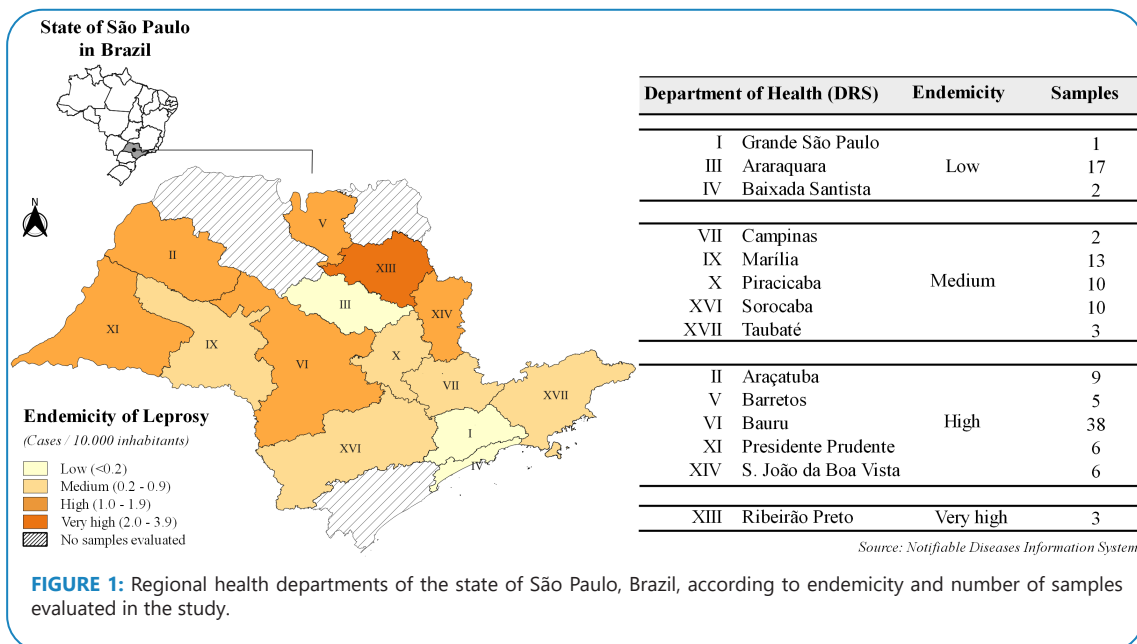 State of São Paulo
in Brazil
N
V
II
XIII
III
XIV
XI
IX
X
VI
VII
XVII
I
XVI
IV
Endemicity of Leprosy
(Cases / 10.000 inhabitants)
Low (<0.2)
Medium (0.2 - 0.9)
High (1.0 - 1.9)
Very high (2.0 - 3.9)
No samples evaluated
Department of Health (DRS) Endemicity Samples
I Grande São Paulo 1
III Araraquara Low 17
IV Baixada Santista 2
VII Campinas 2
IX Marília 13
X Piracicaba Medium 10
XVI Sorocaba 10
XVII Taubaté 3
II Araçatuba 9
V Barretos 5
VI Bauru High 38
XI Presidente Prudente 6
XIV S. João da Boa Vista 6
XIII Ribeirão Preto Very high 3
Source: Notifiable Diseases Information System
FIGURE 1: Regional health departments of the state of São Paulo, Brazil, according to endemicity and number of samples
evaluated in the study.